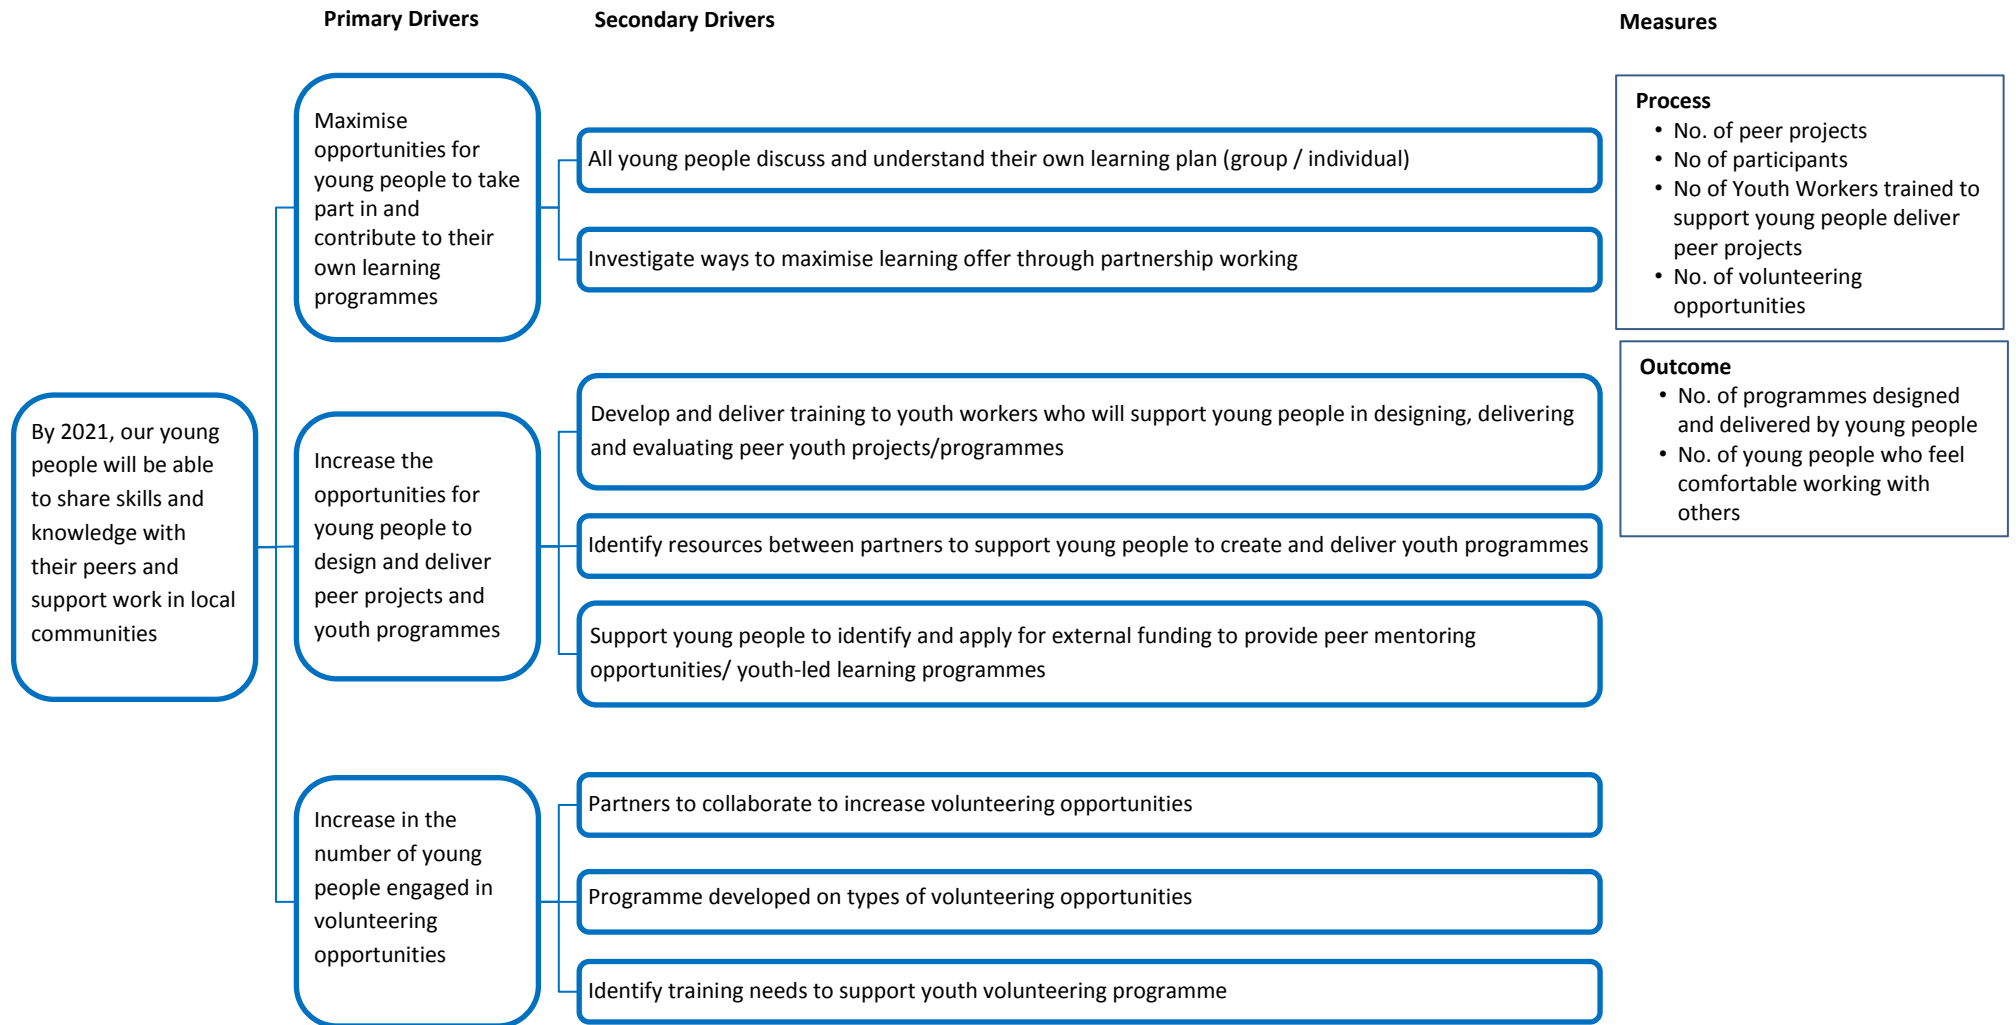 Primary Drivers
Secondary Drivers
Measures
By 2021, our young
people will be able
to share skills and
knowledge with
their peers and
support work in local
communities
Maximise
opportunities for
young people to take
part in and
contribute to their
own learning
programmes
All young people discuss and understand their own learning plan (group / individual)
Investigate ways to maximise learning offer through partnership working
Increase the
opportunities for
young people to
design and deliver
peer projects and
youth programmes
Develop and deliver training to youth workers who will support young people in designing, delivering
and evaluating peer youth projects/programmes
Identify resources between partners to support young people to create and deliver youth programmes
Support young people to identify and apply for external funding to provide peer mentoring
opportunities/ youth-led learning programmes
Increase in the
number of young
people engaged in
volunteering
opportunities
Partners to collaborate to increase volunteering opportunities
Programme developed on types of volunteering opportunities
Identify training needs to support youth volunteering programme
Process
• No. of peer projects
• No of participants
• No of Youth Workers trained to
support young people deliver
peer projects
• No. of volunteering
opportunities
Outcome
• No. of programmes designed
and delivered by young people
• No. of young people who feel
comfortable working with
others